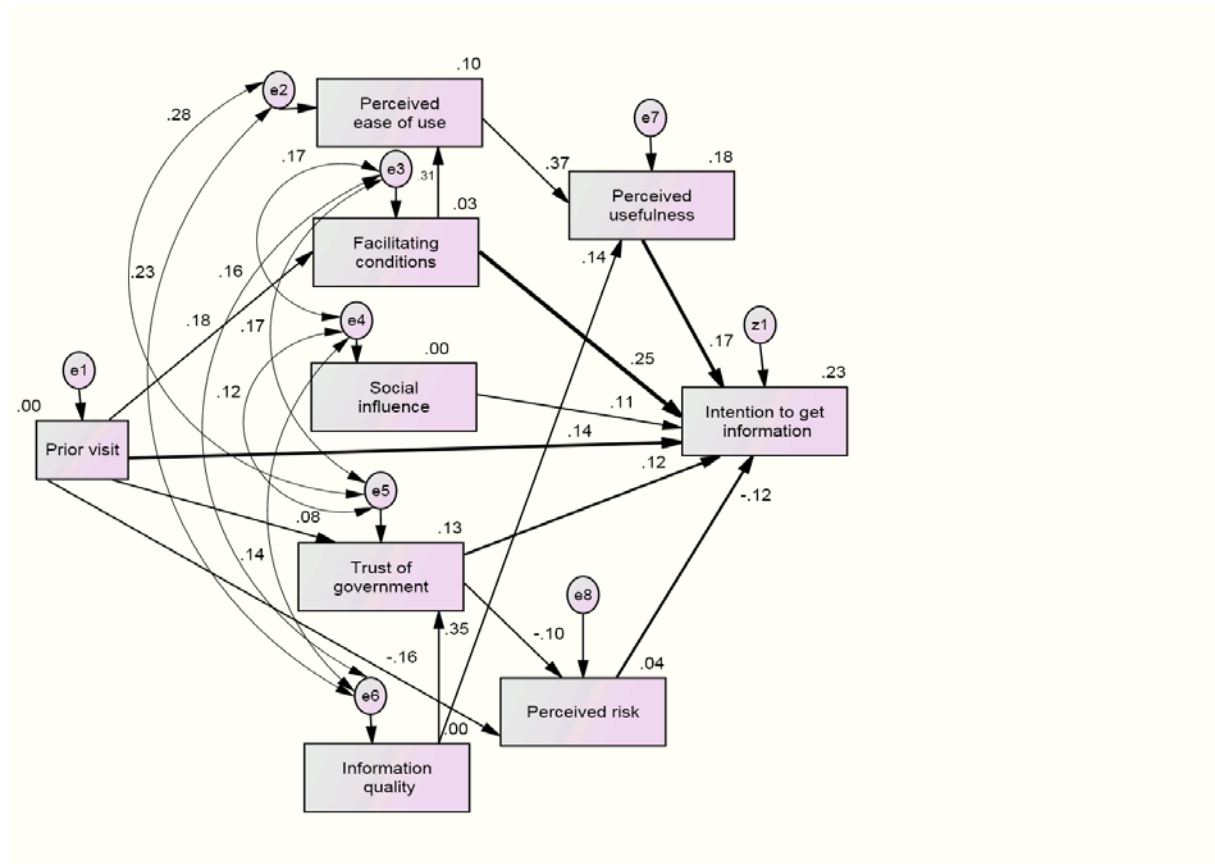 .10
e2
Perceived
ease of use
.28
e7
.17
e3
.37
.18
.31
Perceived
usefulness
.03
Facilitating
conditions
.14
.23
.16
.18
e4
.17
z1
.17
.00
.25
e1
.23
.12
Social
influence
.11
.00
Intention to get
information
.14
Prior visit
.12
e5
-.12
.08
.13
.14
Trust of
government
e8
.35
-.10
-.16
.04
e6
Perceived risk
.00
Information
quality